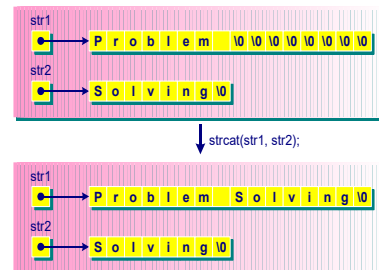 str1
P r o b l e m \0 \0 \0 \0 \0 \0 \0 \0
str2
S o l v i n g \0
strcat(str1, str2);
str1
P r o b l e m S o l v i n g \0
str2
S o l v i n g \0